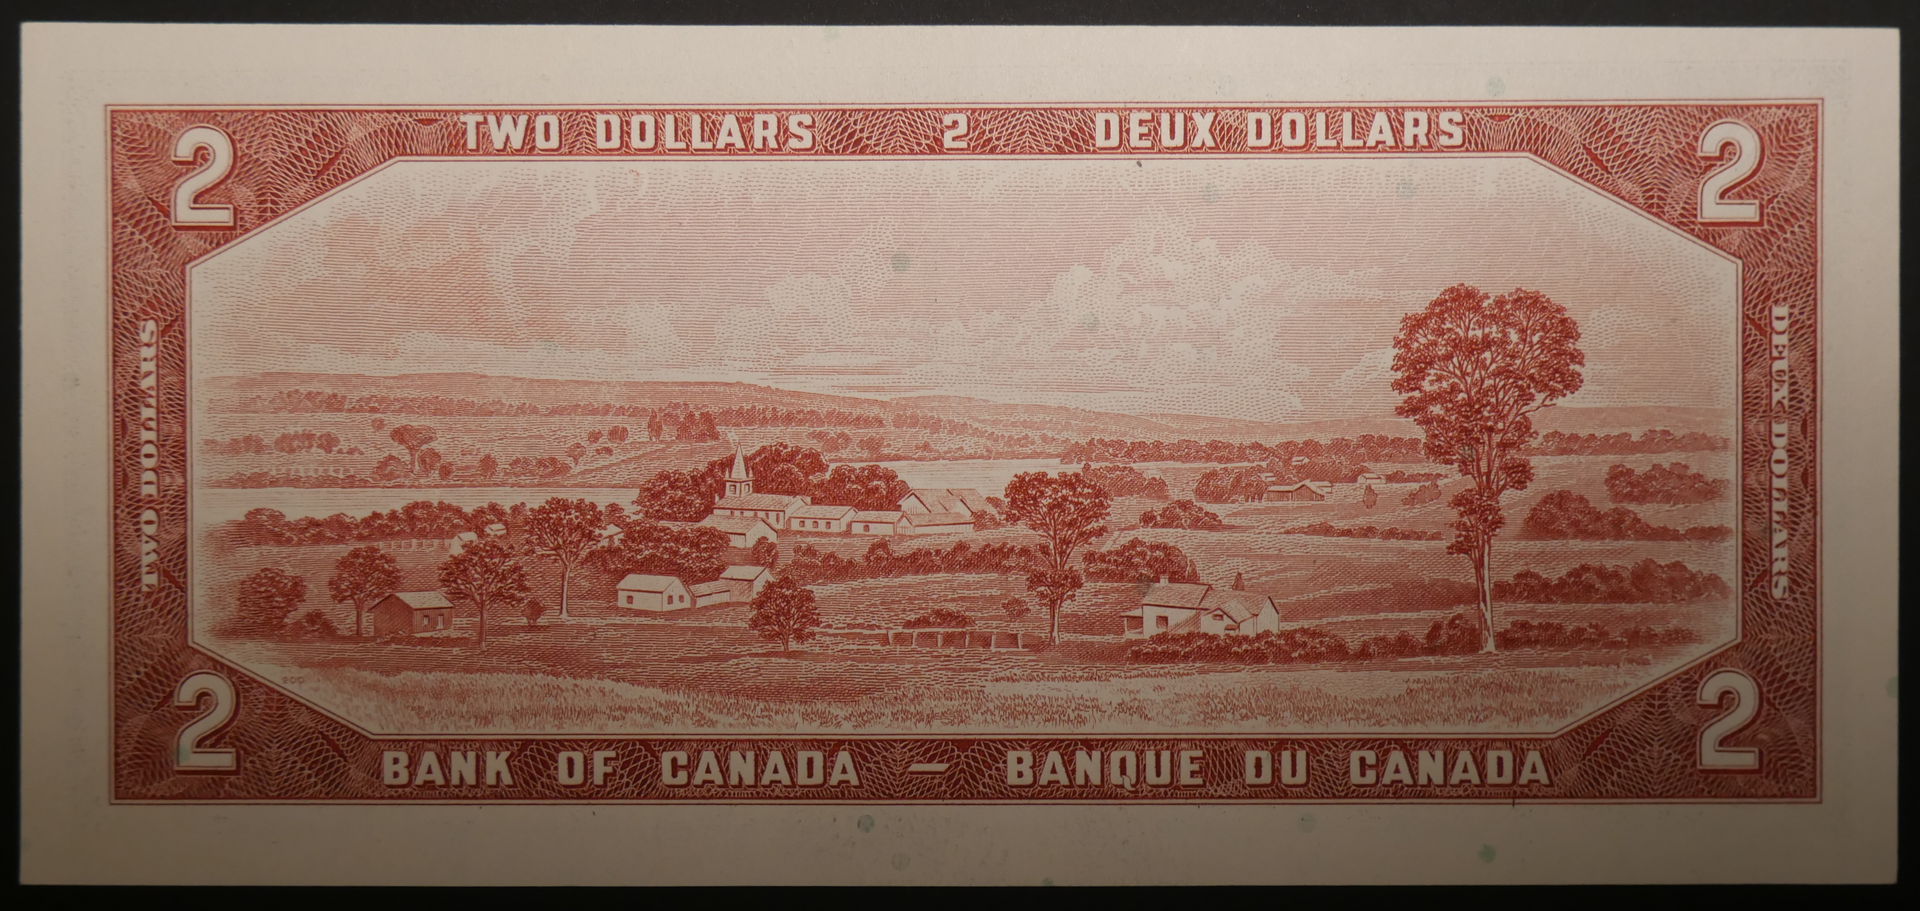 TWO DOLLARS 2 DEUX DOLLARS
2 2
TWO DOLLARS
DEUX DOLLARS
200
2 2
BANK OF CANADA — BANQUE DU CANADA